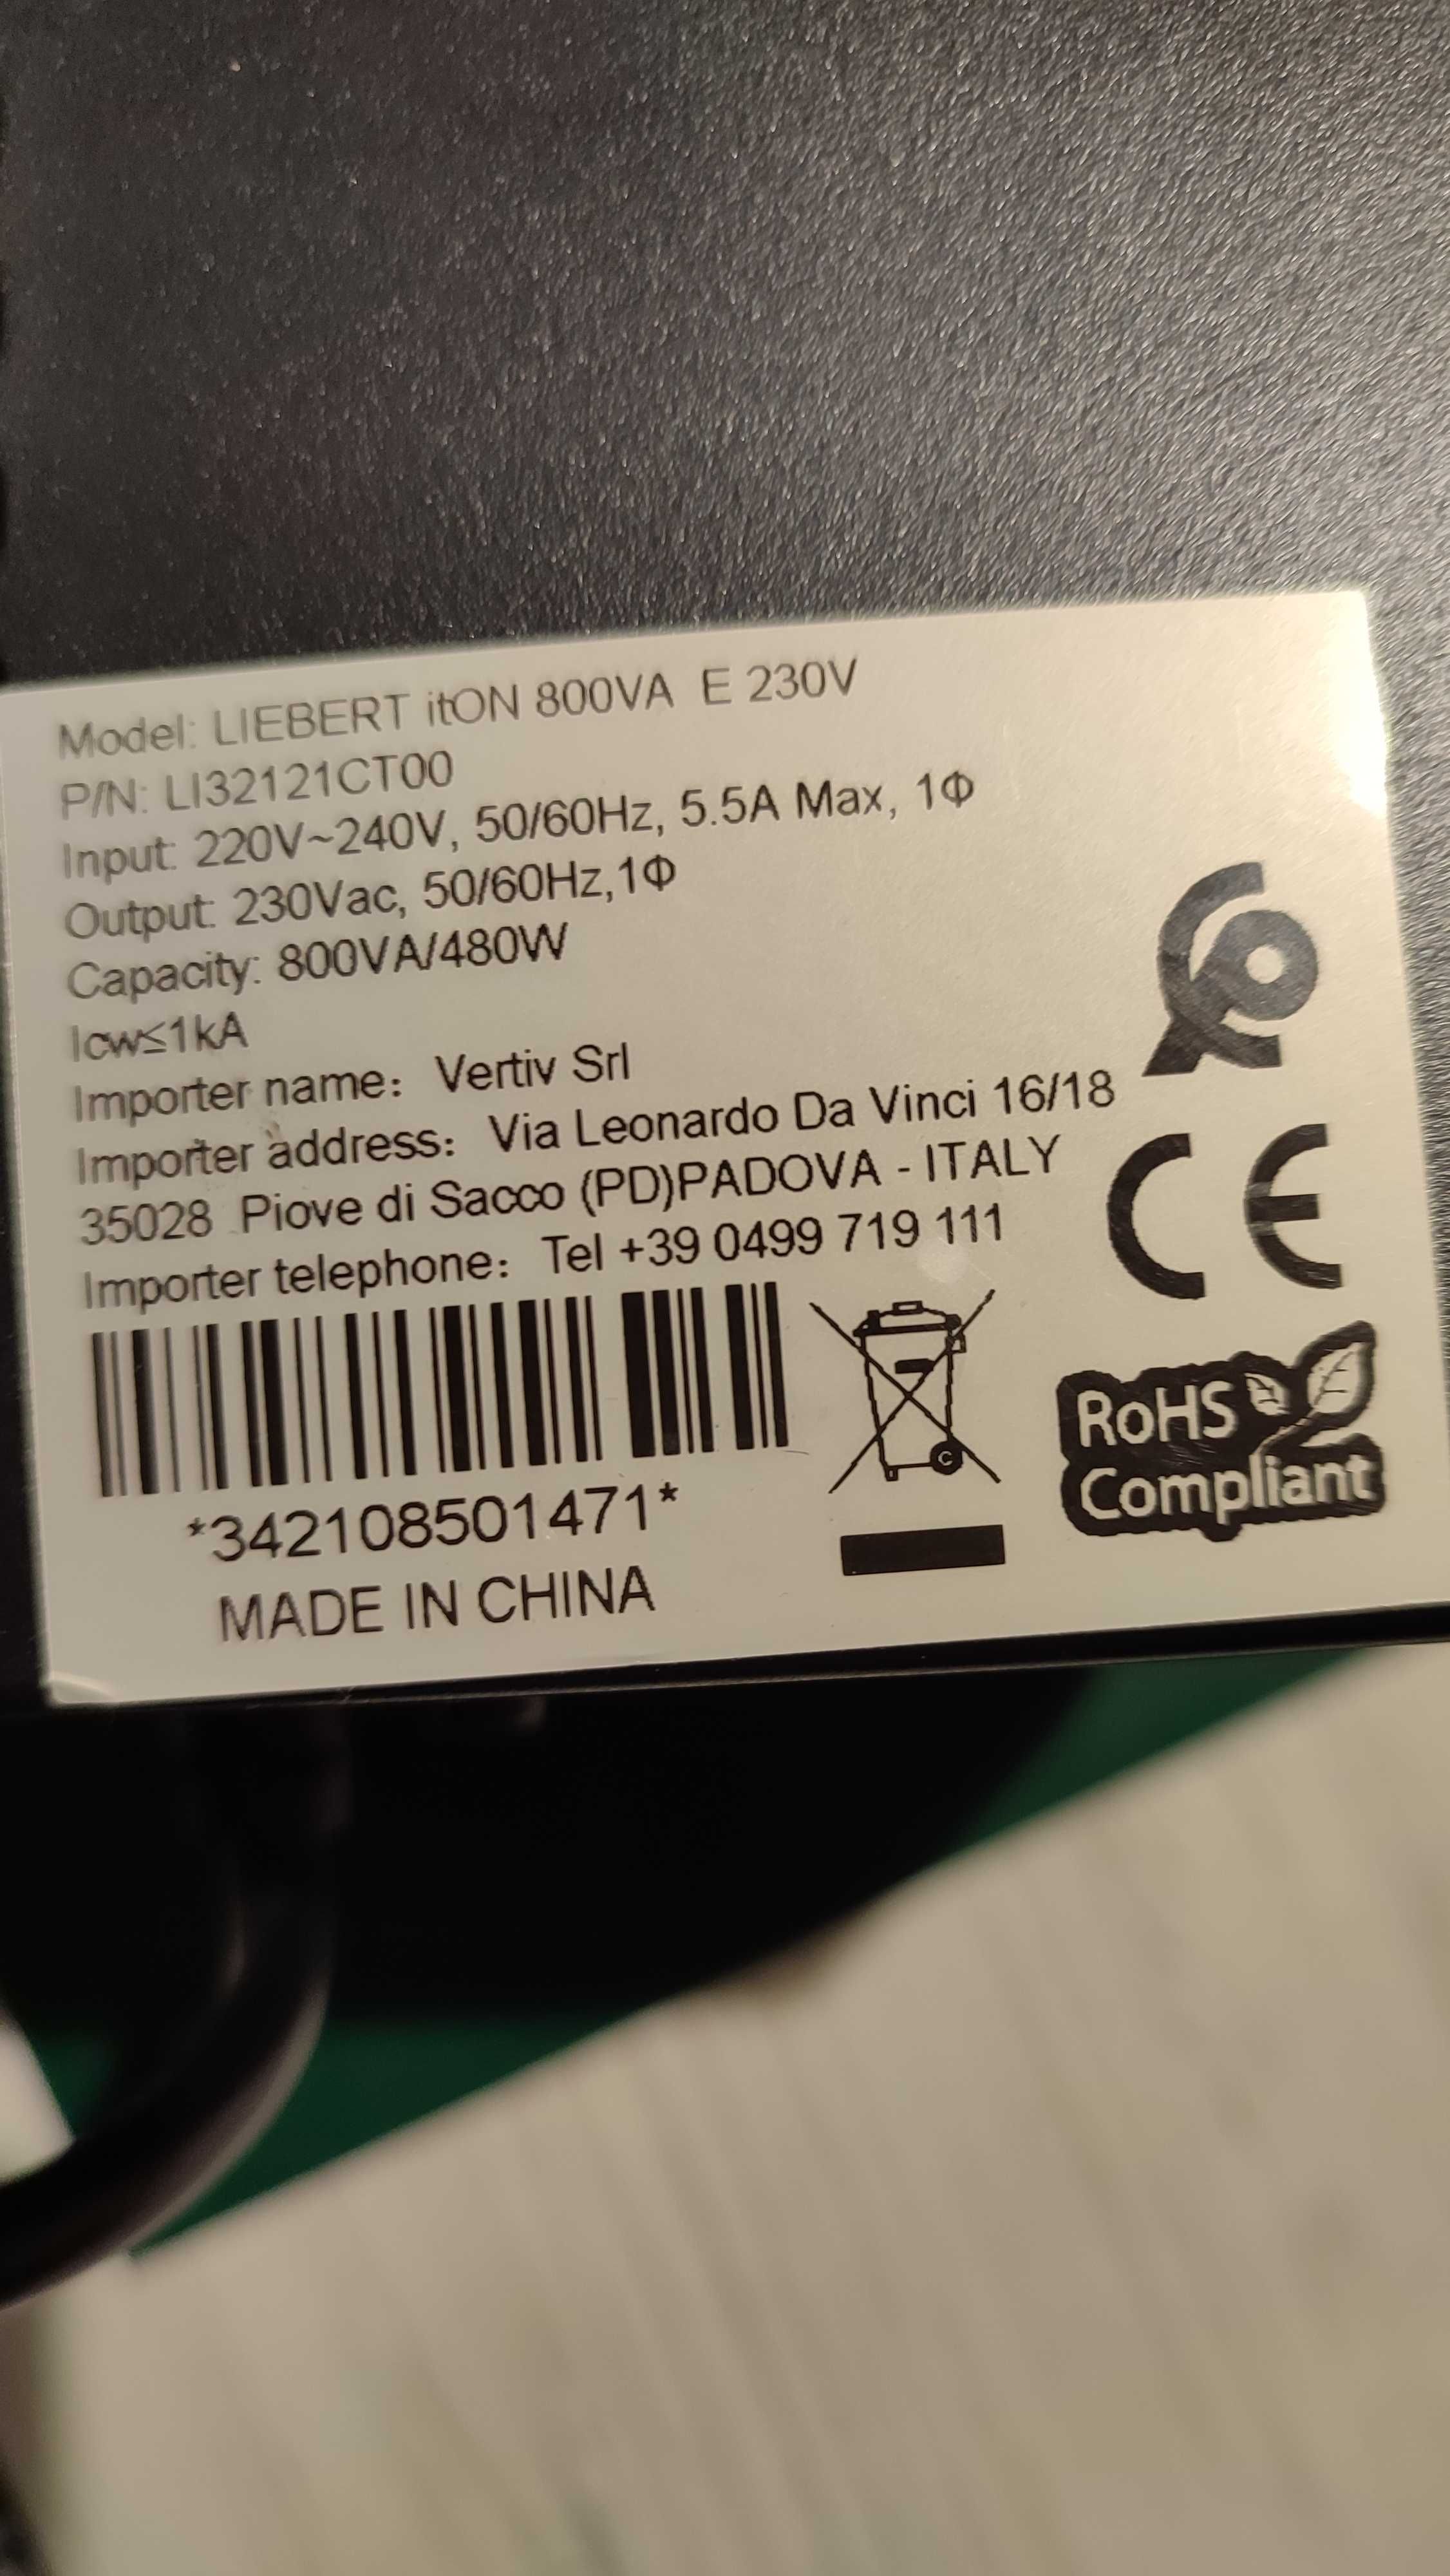 Model: LIEBERT itON 800VA E 230V
P/N: LI32121CT00
Input: 220V~240V, 50/60Hz, 5.5A Max, 1Φ
Output: 230Vac, 50/60Hz,1Φ
Capacity: 800VA/480W
Icw≤1kA
Importer name: Vertiv Srl
Importer address: Via Leonardo Da Vinci 16/18
35028 Piove di Sacco (PD)PADOVA - ITALY
Importer telephone: Tel +39 0499 719 111
CE
RoHS
Compliant
*342108501471*
MADE IN CHINA